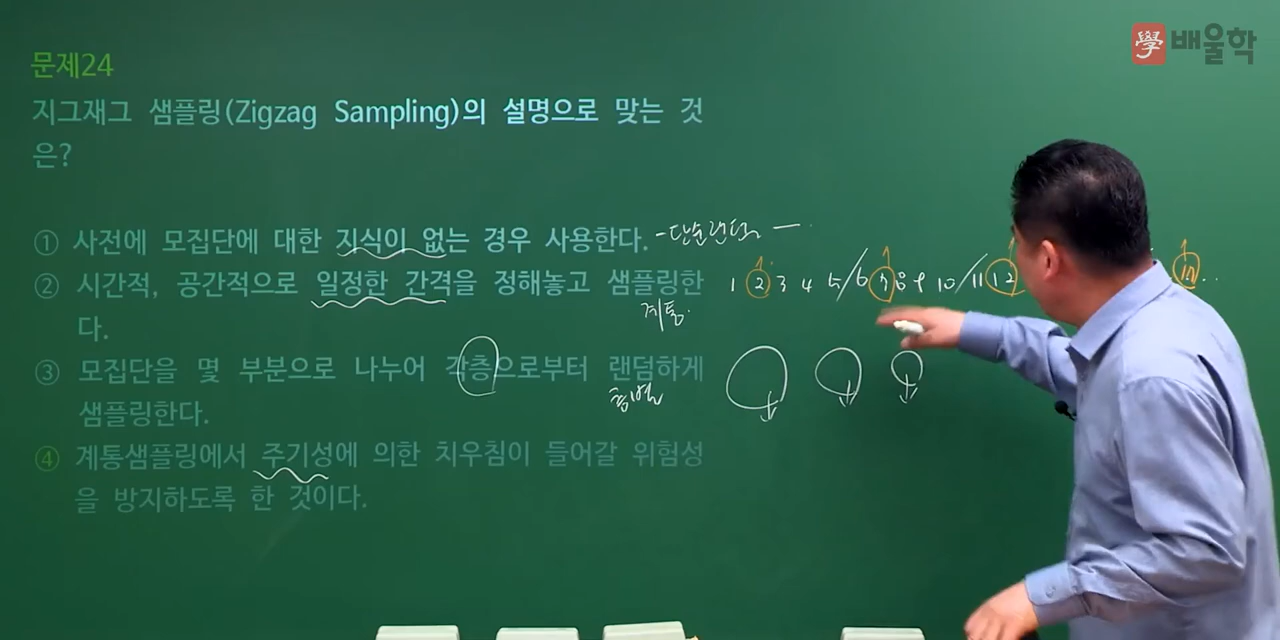 學 배울학
문제24
지그재그 샘플링(Zigzag Sampling)의 설명으로 맞는 것
은?
① 사전에 모집단에 대한 지식이 없는 경우 사용한다. -단순랜덤
② 시간적, 공간적으로 일정한 간격을 정해놓고 샘플링한
다.
계통
1 2 3 4 5/6 7 8 9 10/11 12
③ 모집단을 몇 부분으로 나누어 각층으로부터 랜덤하게
샘플링한다.
층별
④ 계통샘플링에서 주기성에 의한 치우침이 들어갈 위험성
을 방지하도록 한 것이다.